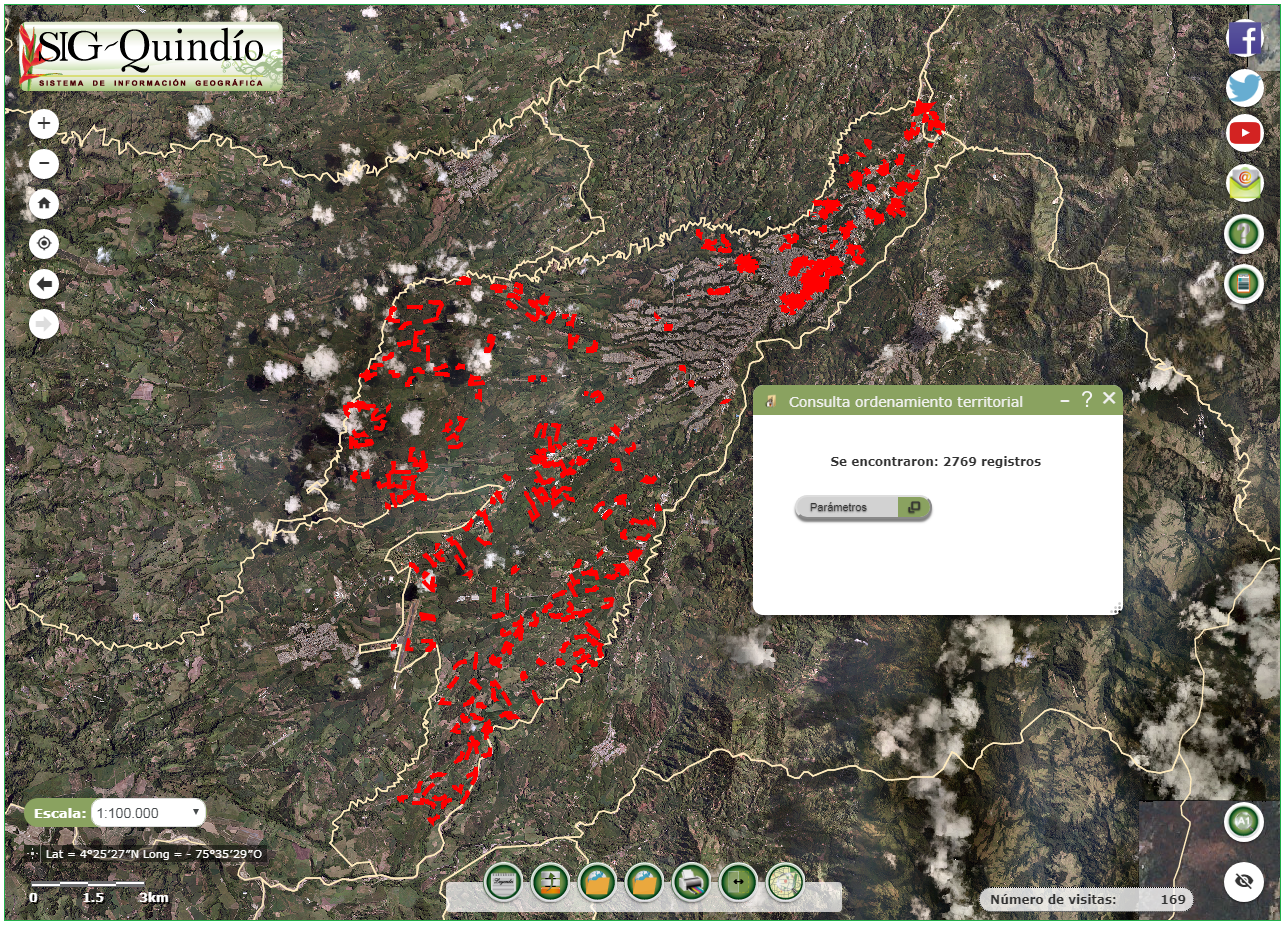 SIG-Quindío
SISTEMA DE INFORMACIÓN GEOGRÁFICA
Consulta ordenamiento territorial
Se encontraron: 2769 registros
Parámetros
Escala: 1:100.000
Lat = 4°25'27"N Long = - 75°35'29"O
0 1.5 3km
Legenda
Número de visitas: 169